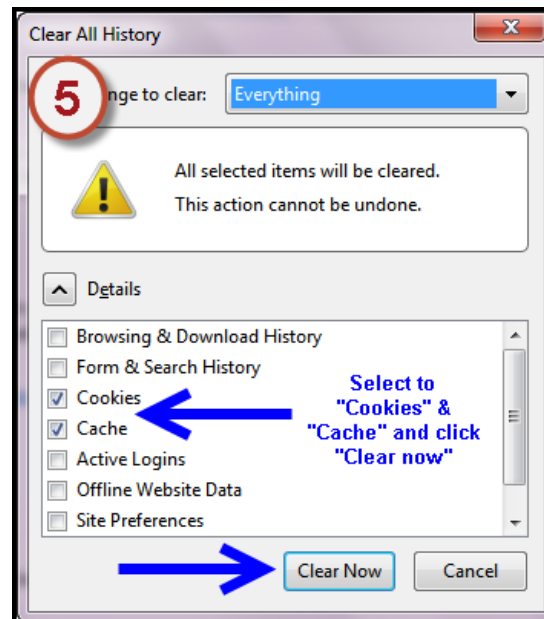 Clear All History
5
nge to clear: Everything
All selected items will be cleared.
This action cannot be undone.
Details
Browsing & Download History
Form & Search History
Cookies
Cache
Active Logins
Offline Website Data
Site Preferences
Select to
"Cookies" &
"Cache" and click
"Clear now"
Clear Now Cancel